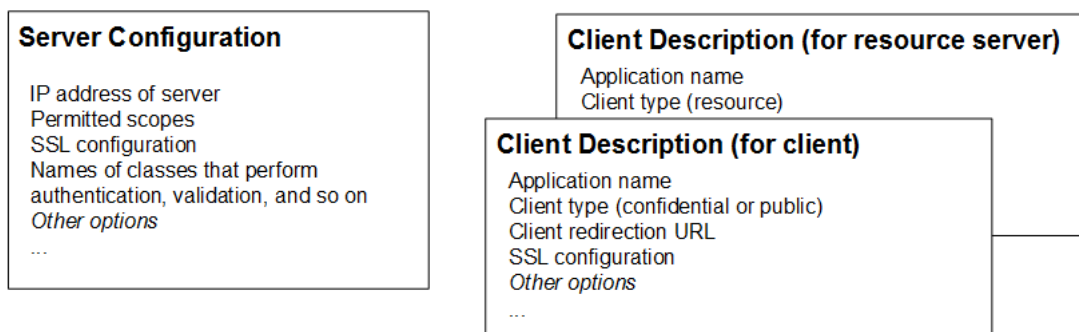 Server Configuration
IP address of server
Permitted scopes
SSL configuration
Names of classes that perform
authentication, validation, and so on
Other options
...
Client Description (for resource server)
Application name
Client type (resource)
Client Description (for client)
Application name
Client type (confidential or public)
Client redirection URL
SSL configuration
Other options
...